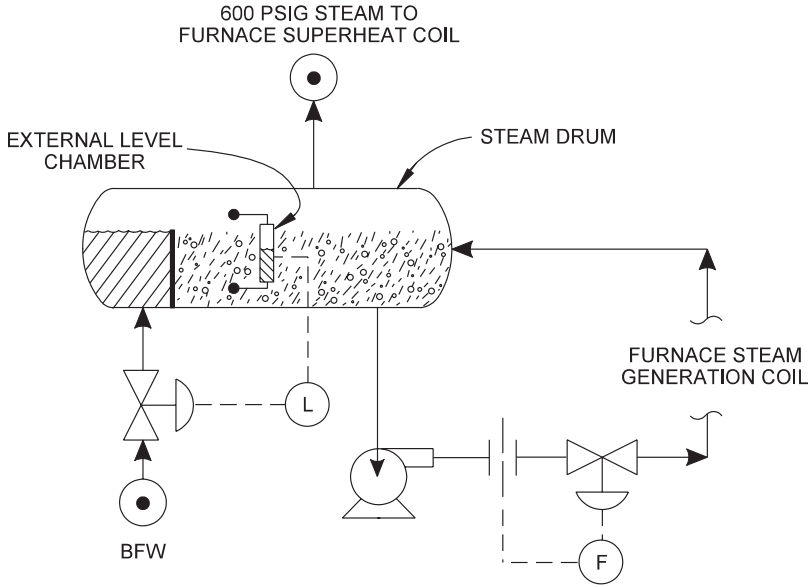 600 PSIG STEAM TO
FURNACE SUPERHEAT COIL
EXTERNAL LEVEL
CHAMBER
STEAM DRUM
FURNACE STEAM
GENERATION COIL
L
F
BFW